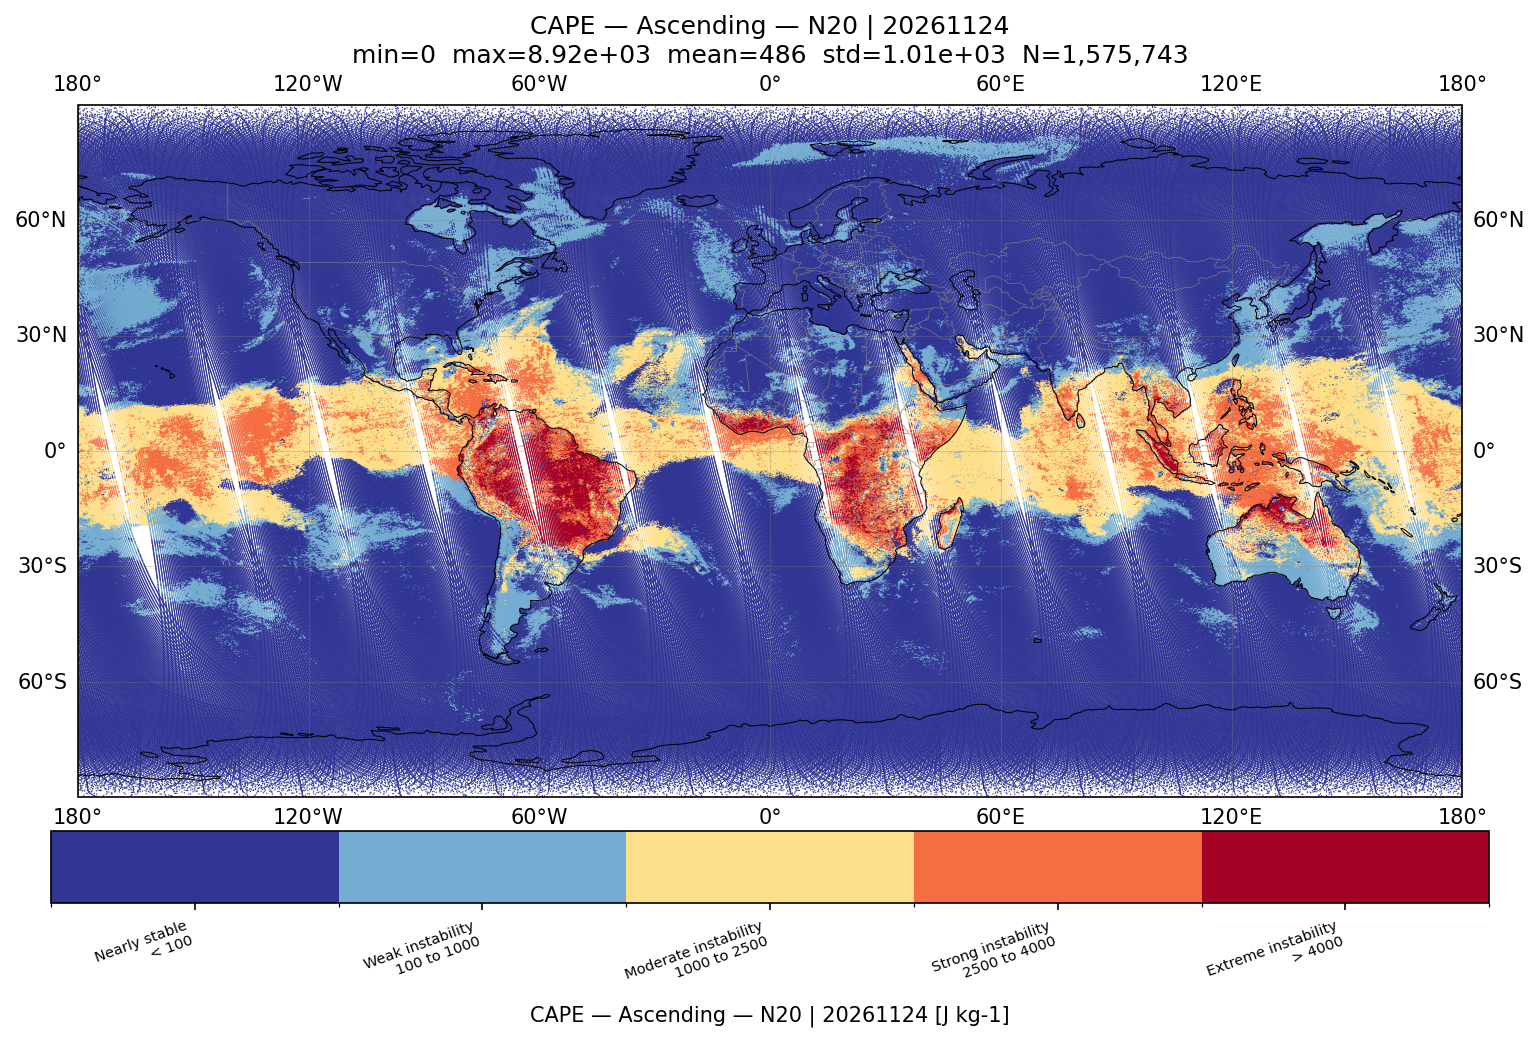 CAPE — Ascending — N20 | 20261124
min=0  max=8.92e+03  mean=486  std=1.01e+03  N=1,575,743
180° 120°W 60°W 0° 60°E 120°E 180°
60°N 60°N
30°N 30°N
0° 0°
30°S 30°S
60°S 60°S
180° 120°W 60°W 0° 60°E 120°E 180°
Nearly stable
< 100
Weak instability
100 to 1000
Moderate instability
1000 to 2500
Strong instability
2500 to 4000
Extreme instability
> 4000
CAPE — Ascending — N20 | 20261124 [J kg-1]